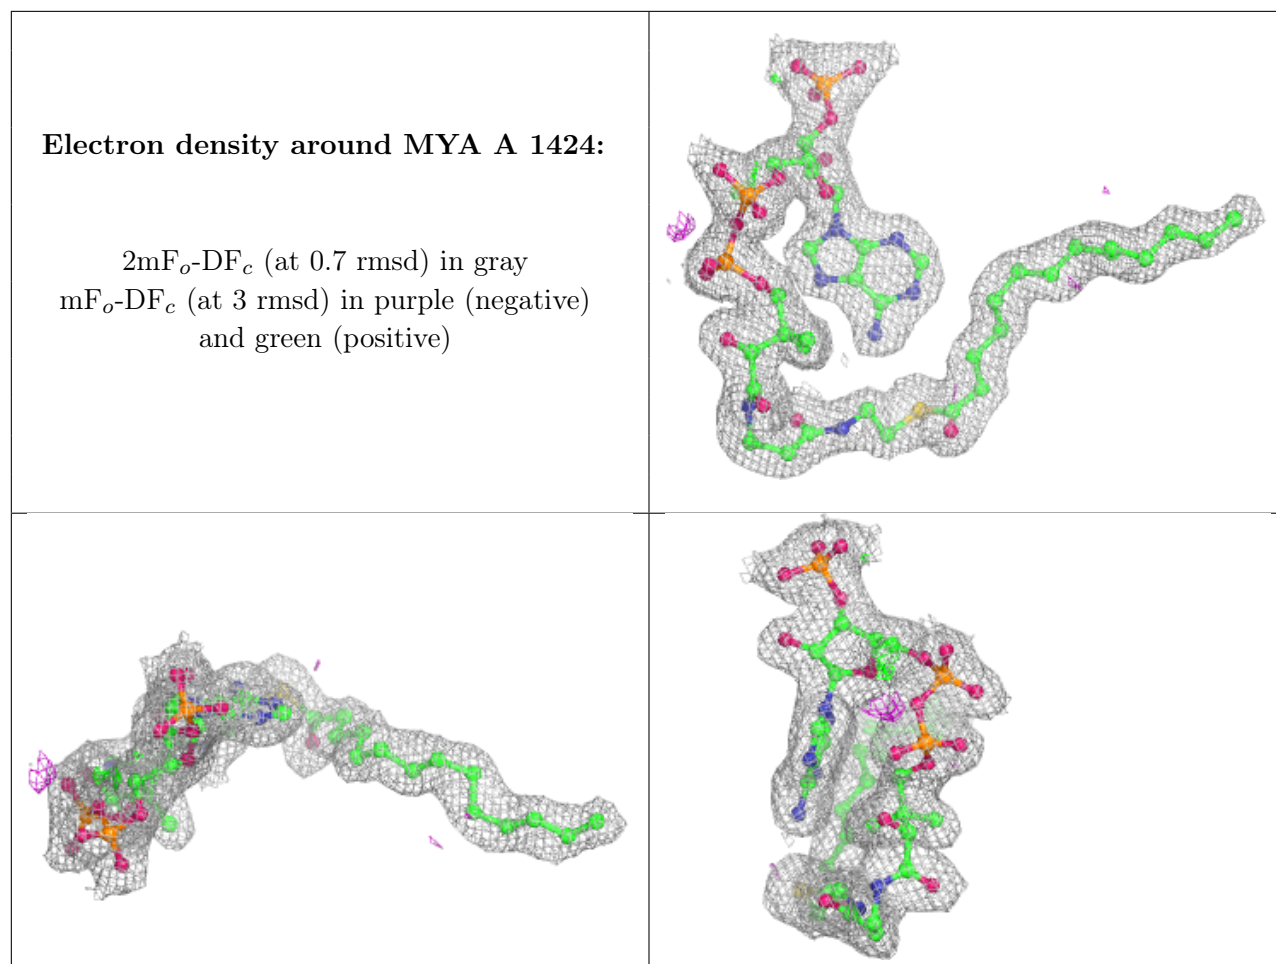 Electron density around MYA A 1424:
2mFo-DFc (at 0.7 rmsd) in gray
mFo-DFc (at 3 rmsd) in purple (negative)
and green (positive)